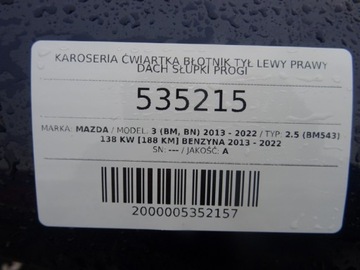 KAROSERIA ĆWIARTKA BŁOTNIK TYŁ LEWY PRAWY
DACH SŁUPKI PROGI
535215
MARKA: MAZDA / MODEL: 3 (BM, BN) 2013 - 2022 / TYP: 2.5 (BM543)
138 KW [188 KM] BENZYNA 2013 - 2022
SN: --- / JAKOŚĆ: A
2000005352157